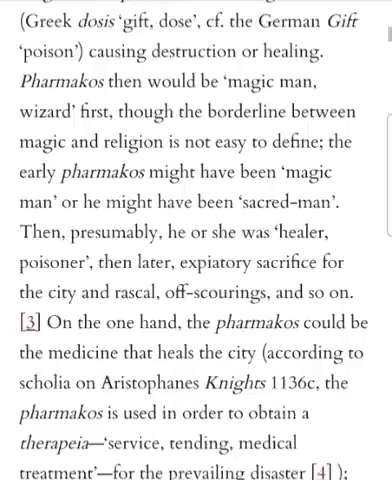 (Greek dosis ‘gift, dose’, cf. the German Gift
‘poison’) causing destruction or healing.
Pharmakos then would be ‘magic man,
wizard’ first, though the borderline between
magic and religion is not easy to define; the
early pharmakos might have been ‘magic
man’ or he might have been ‘sacred-man’.
Then, presumably, he or she was ‘healer,
poisoner’, then later, expiatory sacrifice for
the city and rascal, off-scourings, and so on.
[3] On the one hand, the pharmakos could be
the medicine that heals the city (according to
scholia on Aristophanes Knights 1136c, the
pharmakos is used in order to obtain a
therapeia—‘service, tending, medical
treatment’—for the prevailing disaster [4] );